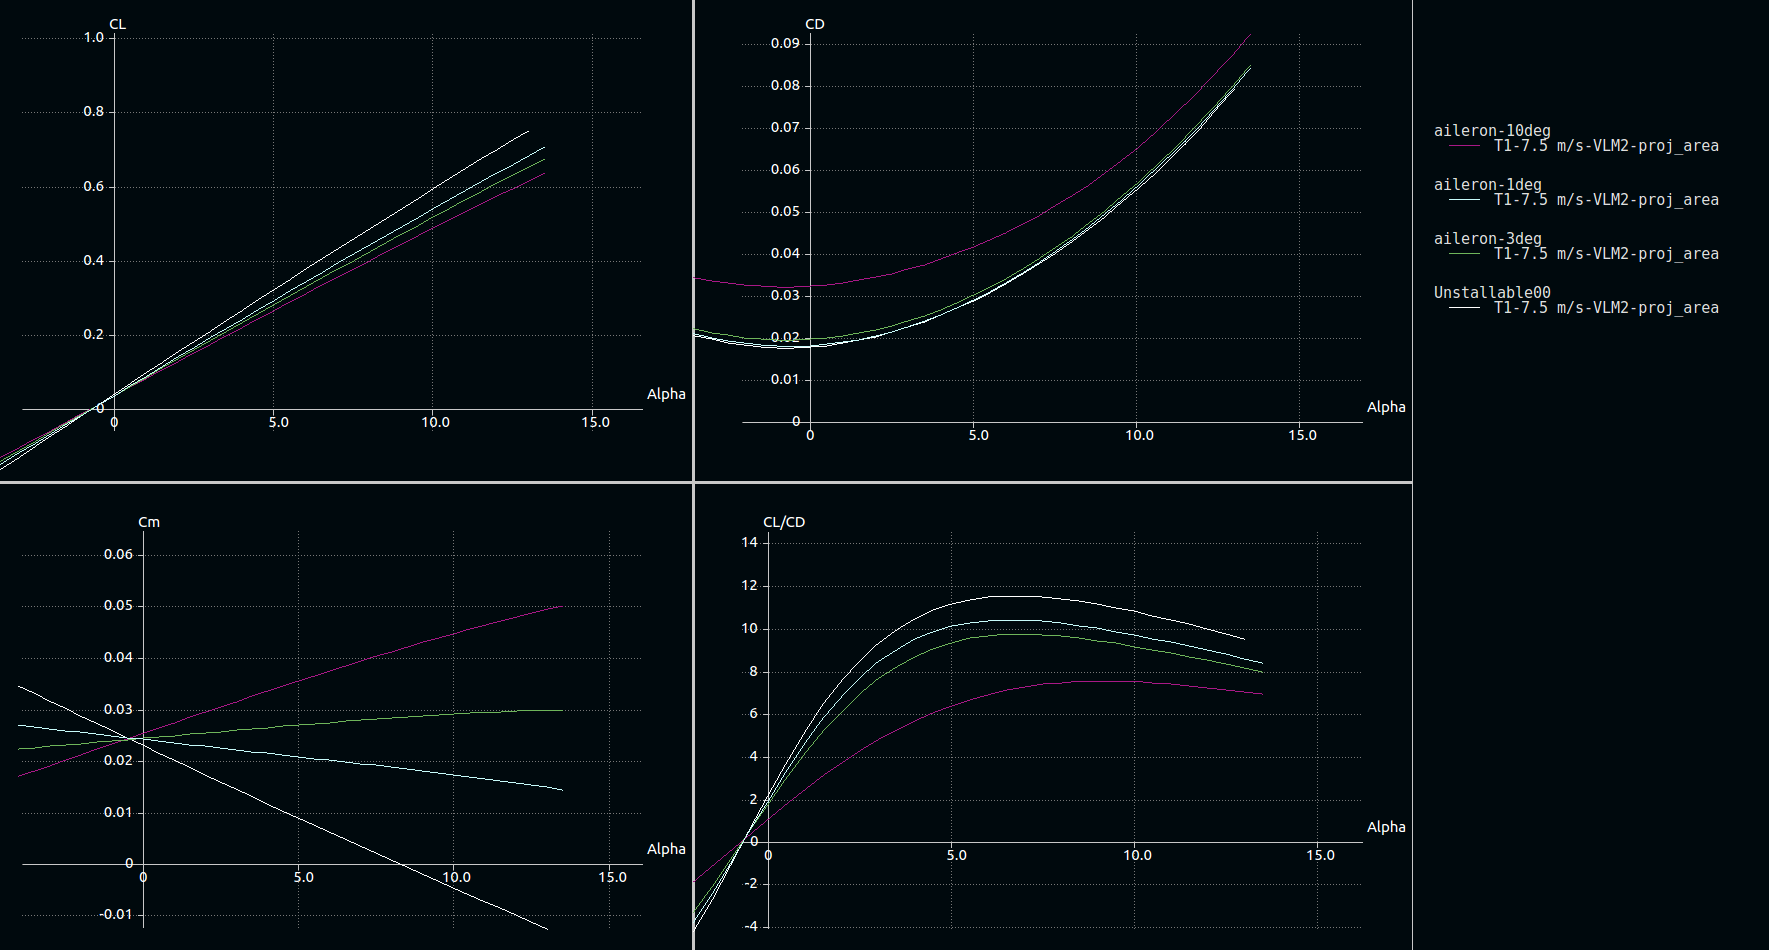 CL
1.0
0.8
0.6
0.4
0.2
0
Alpha
0 5.0 10.0 15.0
CD
0.09
0.08
0.07
0.06
0.05
0.04
0.03
0.02
0.01
0
Alpha
0 5.0 10.0 15.0
aileron-10deg
T1-7.5 m/s-VLM2-proj_area
aileron-1deg
T1-7.5 m/s-VLM2-proj_area
aileron-3deg
T1-7.5 m/s-VLM2-proj_area
Unstallable00
T1-7.5 m/s-VLM2-proj_area
Cm
0.06
0.05
0.04
0.03
0.02
0.01
0
Alpha
0 5.0 10.0 15.0
-0.01
CL/CD
14
12
10
8
6
4
2
0
Alpha
0 5.0 10.0 15.0
-2
-4